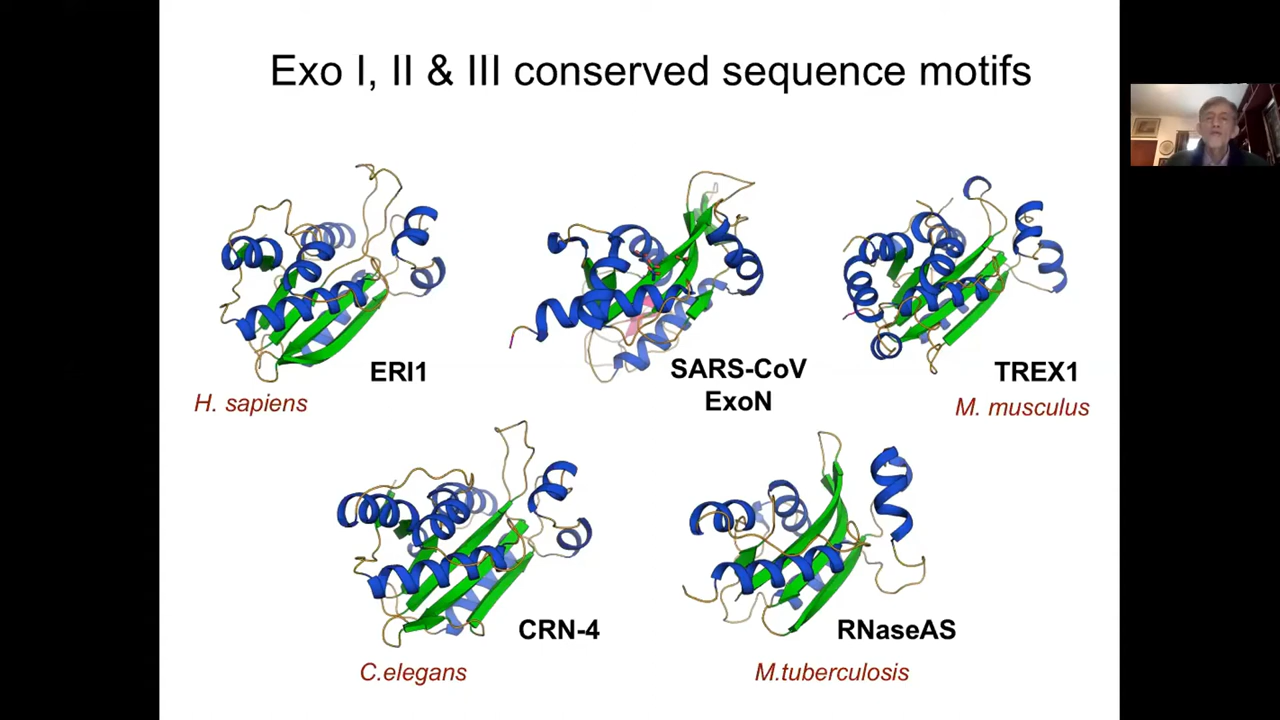 Exo I, II & III conserved sequence motifs
ERI1
H. sapiens
SARS-CoV
ExoN
TREX1
M. musculus
CRN-4
C.elegans
RNaseAS
M.tuberculosis